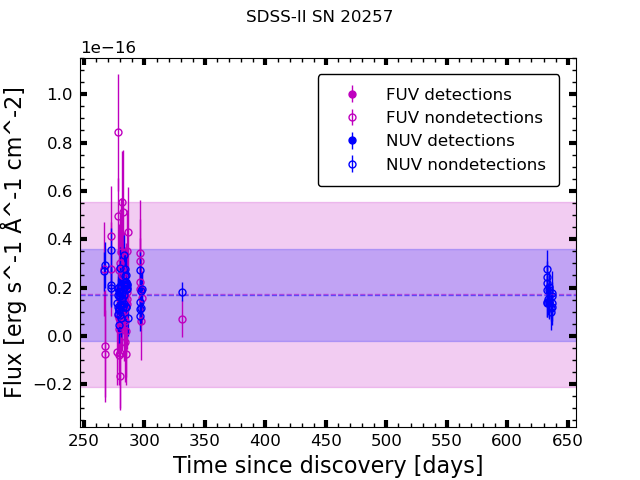 SDSS-II SN 20257
1e−16
FUV detections
FUV nondetections
NUV detections
NUV nondetections
1.0
0.8
0.6
0.4
0.2
0.0
−0.2
Flux [erg s^-1 Å^-1 cm^-2]
250 300 350 400 450 500 550 600 650
Time since discovery [days]